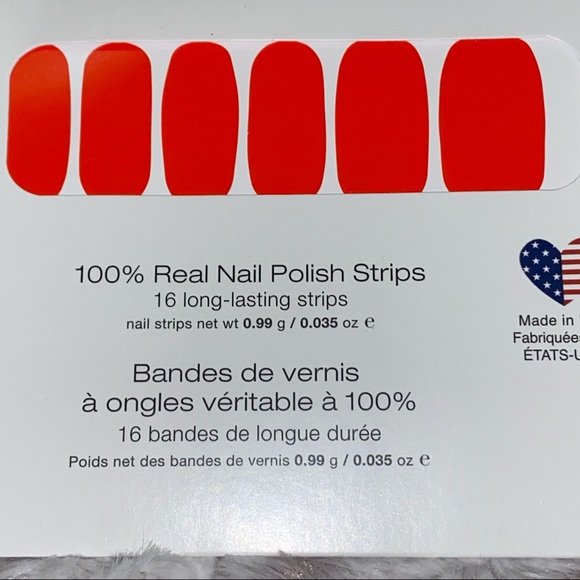 100% Real Nail Polish Strips
16 long-lasting strips
nail strips net wt 0.99 g / 0.035 oz e
Made in
Fabriquée
ÉTATS-U
Bandes de vernis
à ongles véritable à 100%
16 bandes de longue durée
Poids net des bandes de vernis 0.99 g / 0.035 oz e